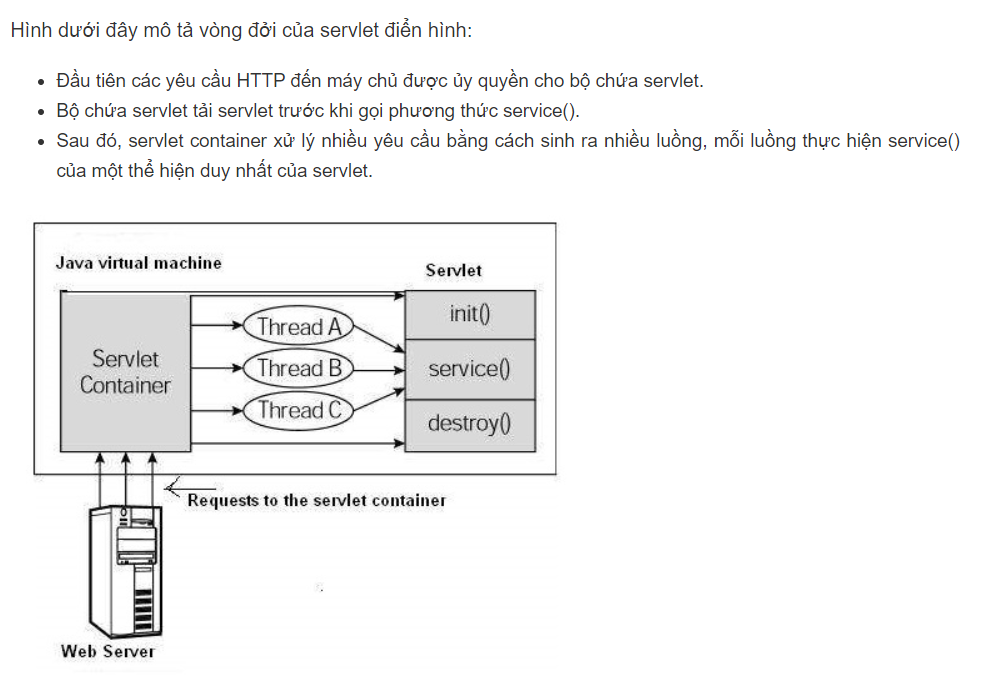 Hình dưới đây mô tả vòng đởi của servlet điển hình:
Đầu tiên các yêu cầu HTTP đến máy chủ được ủy quyền cho bộ chứa servlet.
Bộ chứa servlet tải servlet trước khi gọi phương thức service().
Sau đó, servlet container xử lý nhiều yêu cầu bằng cách sinh ra nhiều luồng, mỗi luồng thực hiện service()
của một thể hiện duy nhất của servlet.
Java virtual machine
Servlet
init()
Thread A
Servlet
Container
Thread B
service()
Thread C
destroy()
Requests to the servlet container
Web Server